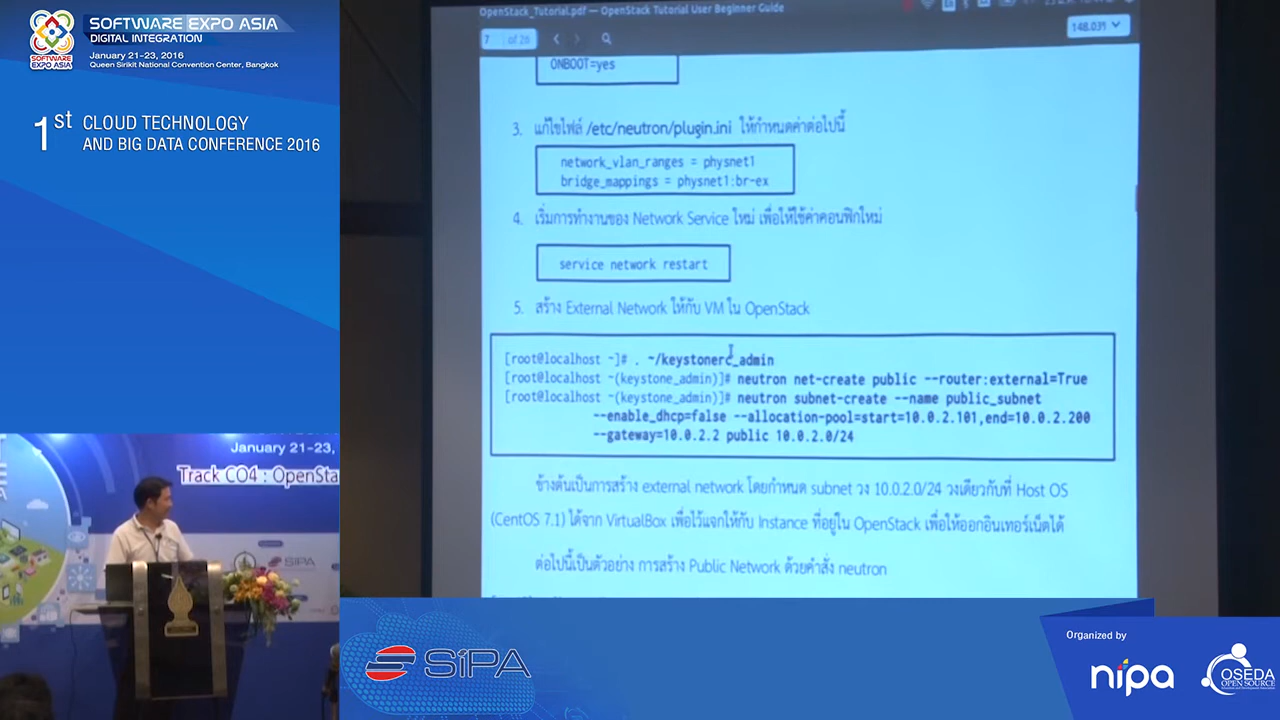 SOFTWARE EXPO ASIA
DIGITAL INTEGRATION
January 21-23, 2016
Queen Sirikit National Convention Center, Bangkok
SOFTWARE
EXPO ASIA
1st CLOUD TECHNOLOGY
AND BIG DATA CONFERENCE 2016
OpenStack_Tutorial.pdf — OpenStack Tutorial User Beginner Guide
7 of 26
148.03%
ONBOOT=yes
3. แก้ไขไฟล์ /etc/neutron/plugin.ini ให้กำหนดค่าต่อไปนี้
network_vlan_ranges = physnet1
bridge_mappings = physnet1:br-ex
4. เริ่มการทำงานของ Network Service ใหม่ เพื่อให้ใช้ค่าคอนฟิกใหม่
service network restart
5. สร้าง External Network ให้กับ VM ใน OpenStack
[root@localhost ~]# . ~/keystonerc_admin
[root@localhost ~(keystone_admin)]# neutron net-create public --router:external=True
[root@localhost ~(keystone_admin)]# neutron subnet-create --name public_subnet
--enable_dhcp=false --allocation-pool=start=10.0.2.101,end=10.0.2.200
--gateway=10.0.2.2 public 10.0.2.0/24
ข้างต้นเป็นการสร้าง external network โดยกำหนด subnet วง 10.0.2.0/24 วงเดียวกับที่ Host OS
(CentOS 7.1) ได้จาก VirtualBox เพื่อไว้แจกให้กับ Instance ที่อยู่ใน OpenStack เพื่อให้ออกอินเทอร์เน็ตได้
ต่อไปนี้เป็นตัวอย่าง การสร้าง Public Network ด้วยคำสั่ง neutron
January 21-23,
Track CO4 : OpenSta
SIPA
SIPA
Organized by
nipa
OSEDA
OPEN SOURCE